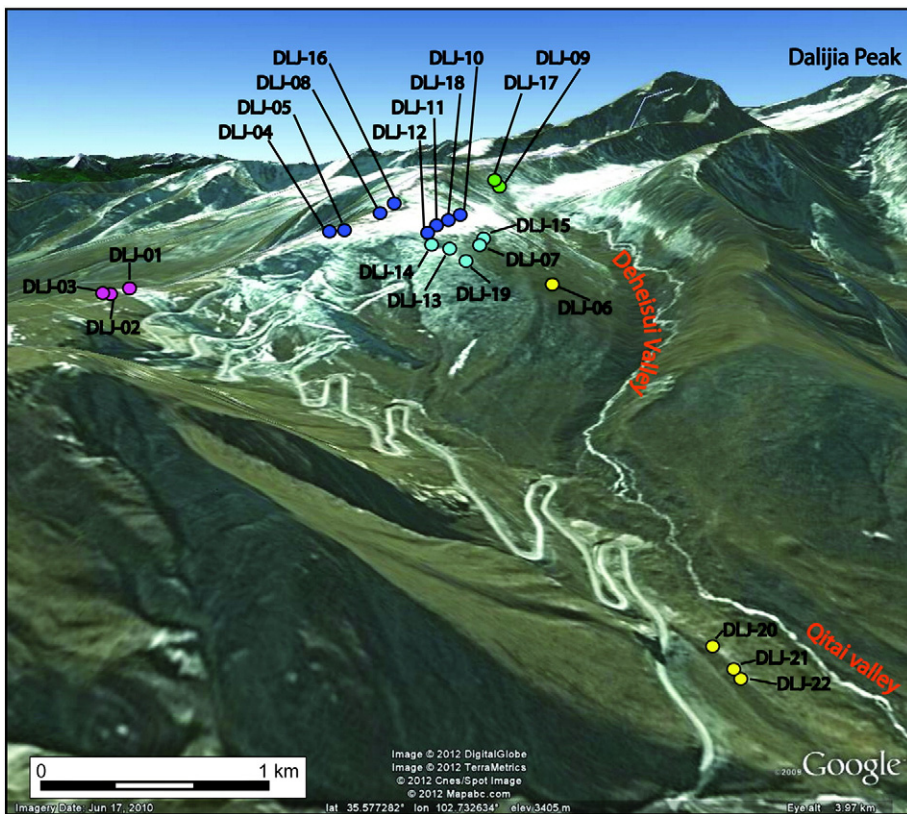 DLJ-16
DLJ-10
DLJ-09
Dalijia Peak
DLJ-08
DLJ-18
DLJ-17
DLJ-05
DLJ-11
DLJ-04
DLJ-12
DLJ-15
DLJ-01
DLJ-14
DLJ-07
DLJ-03
DLJ-13
DLJ-19
DLJ-06
DLJ-02
Deheisui Valley
DLJ-20
Qitai valley
DLJ-21
DLJ-22
0 1 km
Image © 2012 DigitalGlobe
Image © 2012 TerraMetrics
© 2012 Cnes/Spot Image
© 2012 Mapabc.com
©2009 Google
Imagery Date: Jun 17, 2010 lat 35.577282° lon 102.732634° elev 3405 m Eye alt 3.97 km